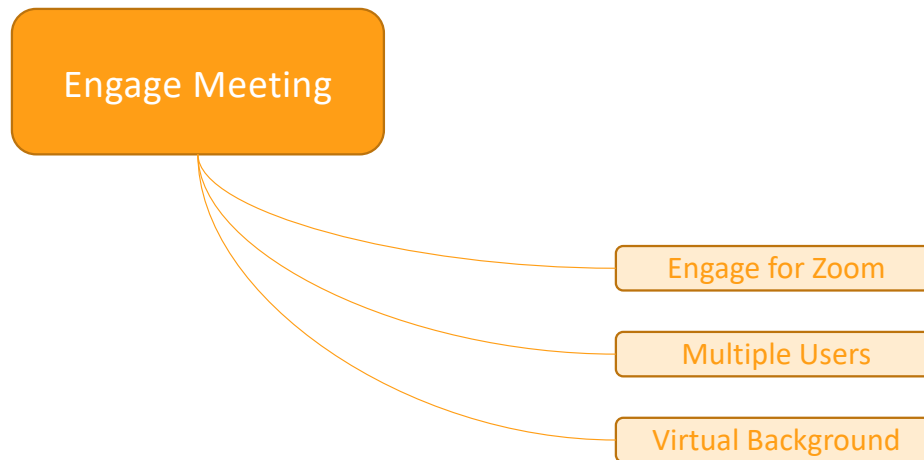 Engage Meeting
Engage for Zoom
Multiple Users
Virtual Background